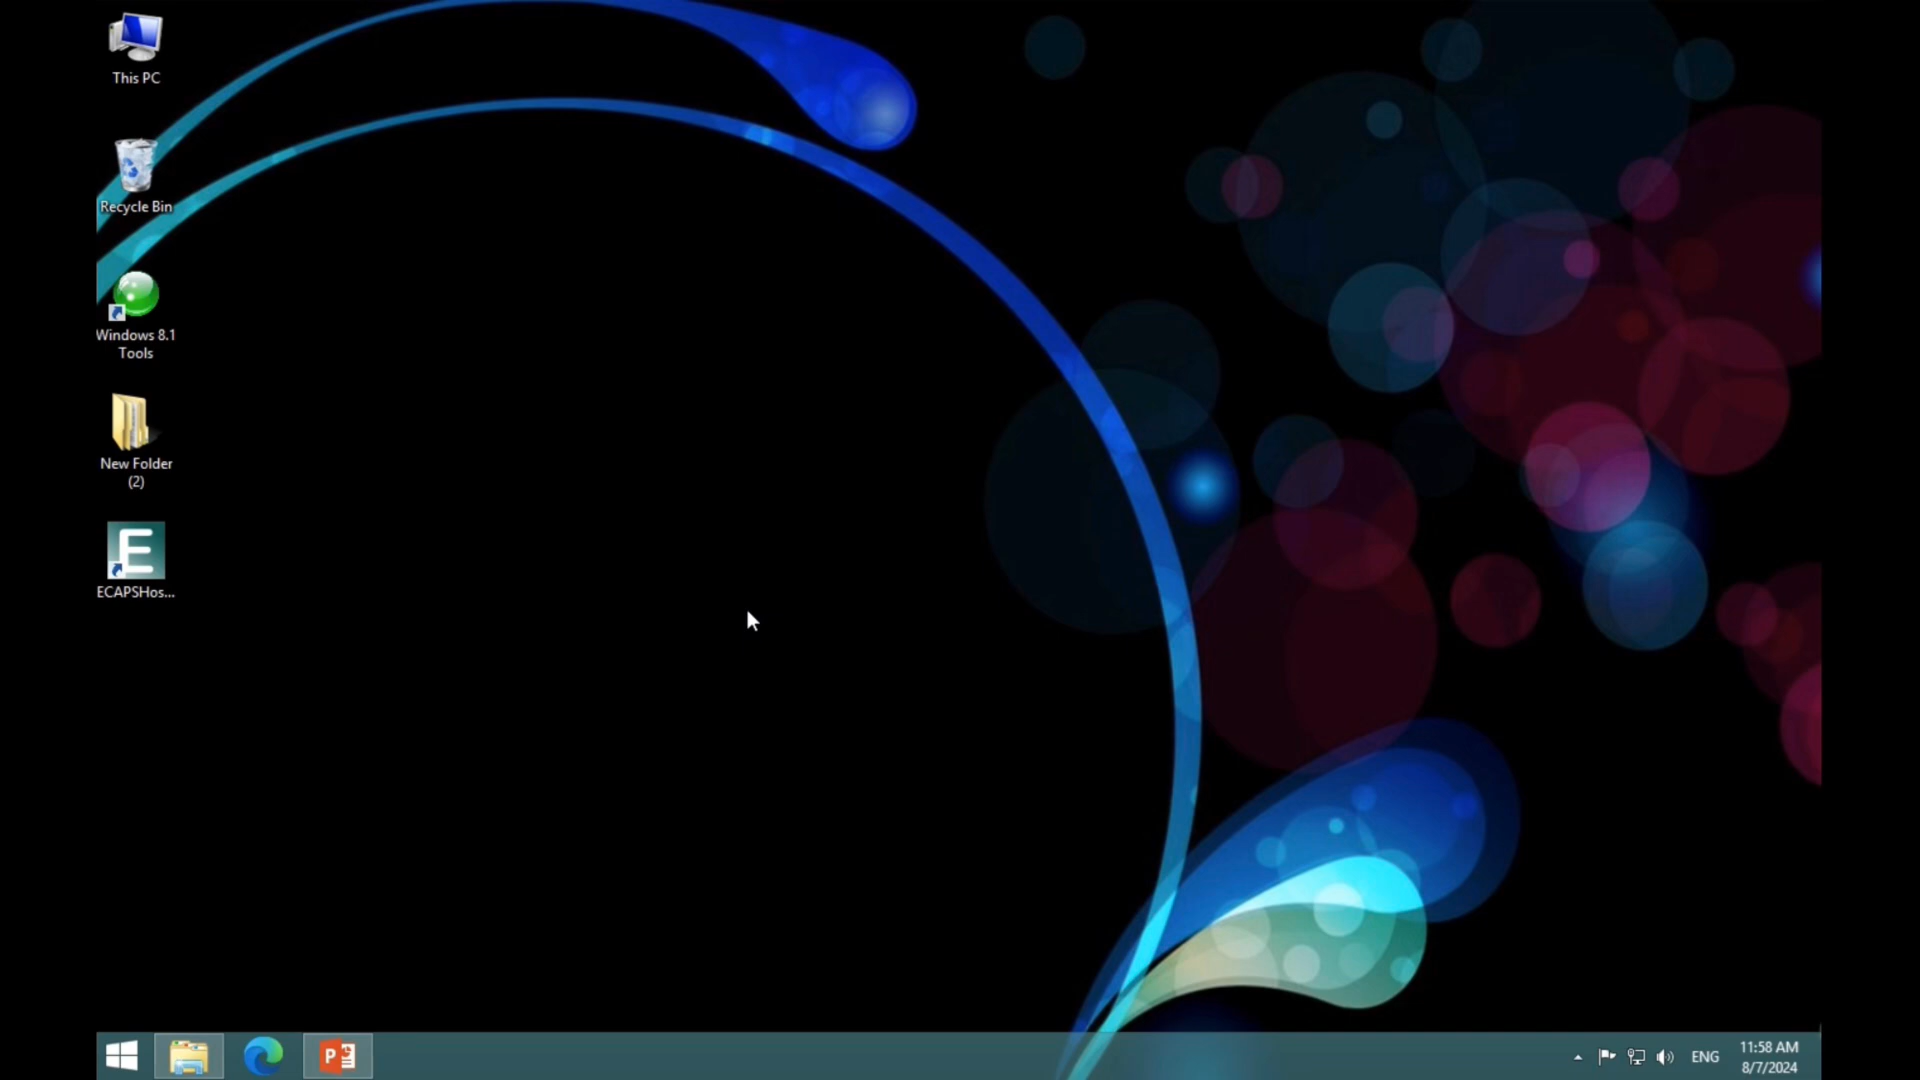 This PC
Recycle Bin
Windows 8.1
Tools
New Folder
(2)
E
ECAPSHos...
P
ENG
11:58 AM
8/7/2024